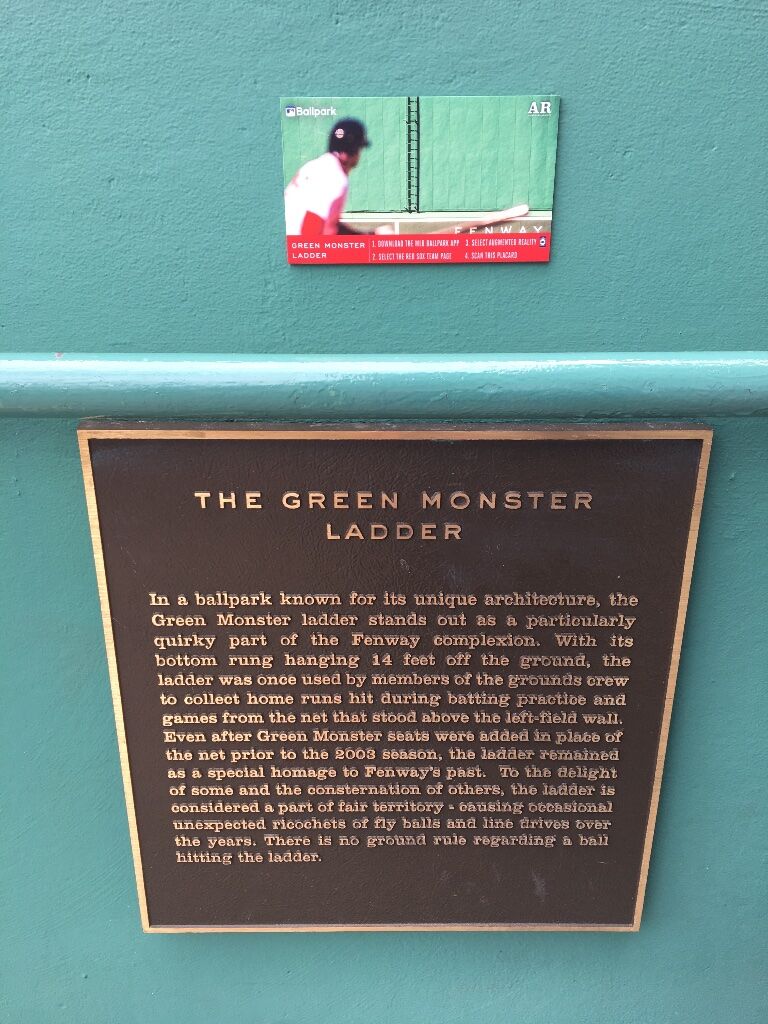 Ballpark
AR
FENWAY
GREEN MONSTER
LADDER
1. DOWNLOAD THE MLB BALLPARK APP
2. SELECT THE RED SOX TEAM PAGE
3. SELECT AUGMENTED REALITY
4. SCAN THIS PLACARD
THE GREEN MONSTER
LADDER
In a ballpark known for its unique architecture, the
Green Monster ladder stands out as a particularly
quirky part of the Fenway complexion. With its
bottom rung hanging 14 feet off the ground, the
ladder was once used by members of the grounds crew
to collect home runs hit during batting practice and
games from the net that stood above the left-field wall.
Even after Green Monster seats were added in place of
the net prior to the 2003 season, the ladder remained
as a special homage to Fenway's past. To the delight
of some and the consternation of others, the ladder is
considered a part of fair territory - causing occasional
unexpected ricochets of fly balls and line drives over
the years. There is no ground rule regarding a ball
hitting the ladder.